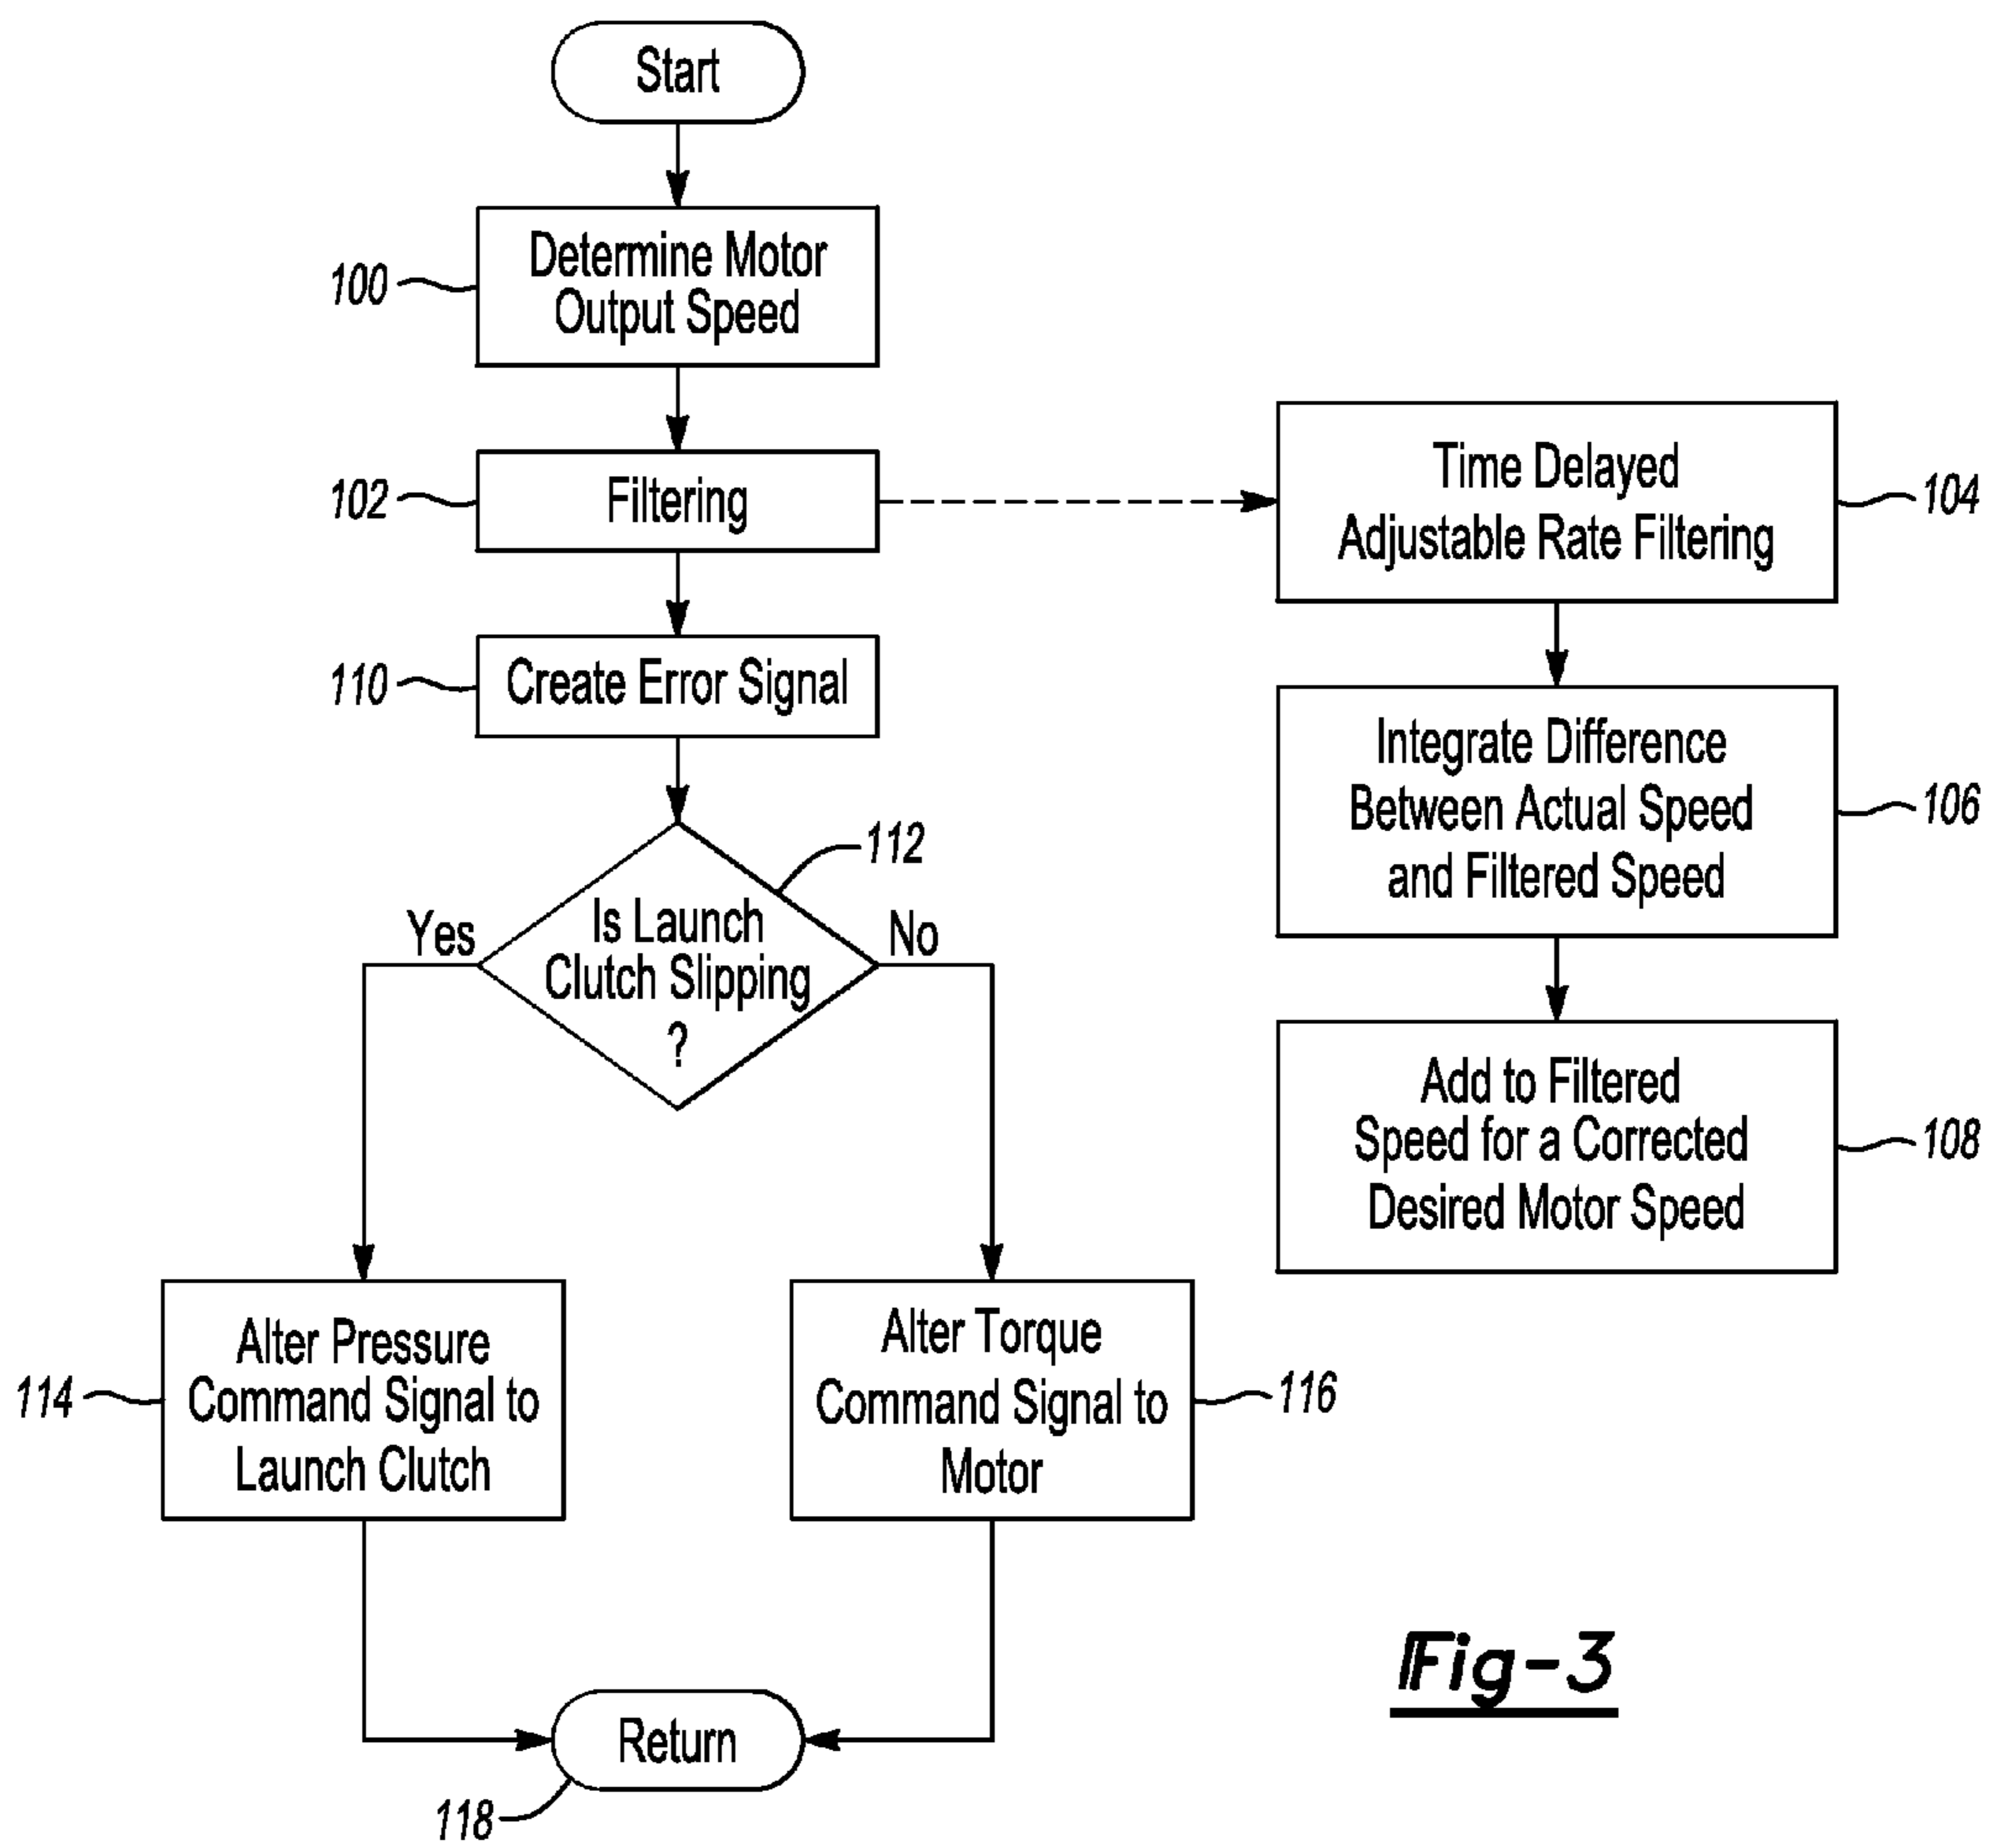 Start
100
Determine Motor
Output Speed
102
Filtering
Time Delayed
Adjustable Rate Filtering
104
110
Create Error Signal
Integrate Difference
Between Actual Speed
and Filtered Speed
106
112
Yes
Is Launch
Clutch Slipping
?
No
Add to Filtered
Speed for a Corrected
Desired Motor Speed
108
114
Alter Pressure
Command Signal to
Launch Clutch
Alter Torque
Command Signal to
Motor
116
Return
118
Fig-3